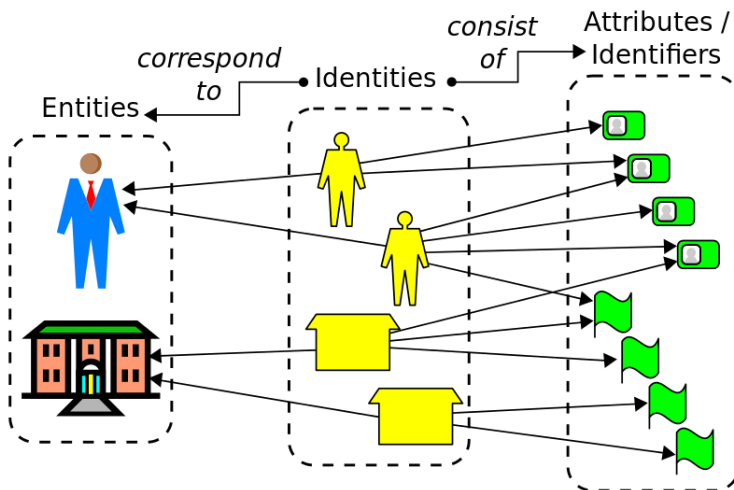 Attributes /
Identifiers
consist
of
correspond
to
Identities
Entities